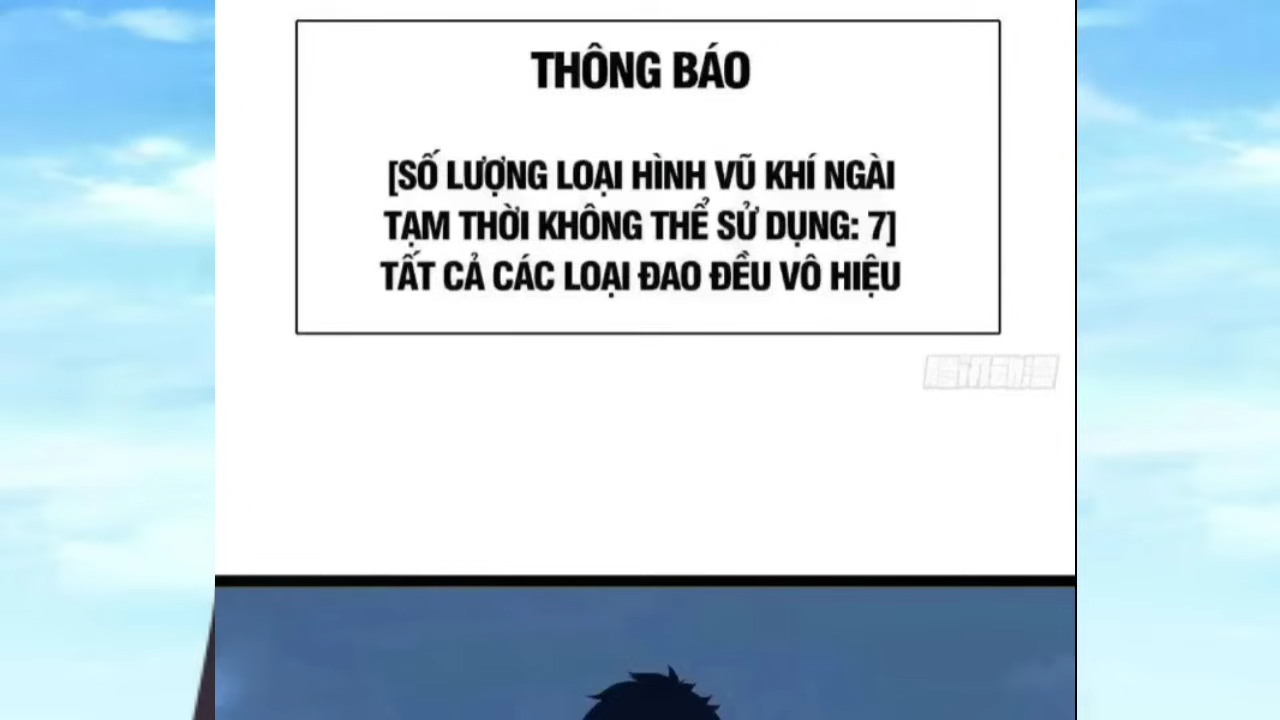 THÔNG BÁO
[SỐ LƯỢNG LOẠI HÌNH VŨ KHÍ NGÀI
TẠM THỜI KHÔNG THỂ SỬ DỤNG: 7]
TẤT CẢ CÁC LOẠI ĐAO ĐỀU VÔ HIỆU